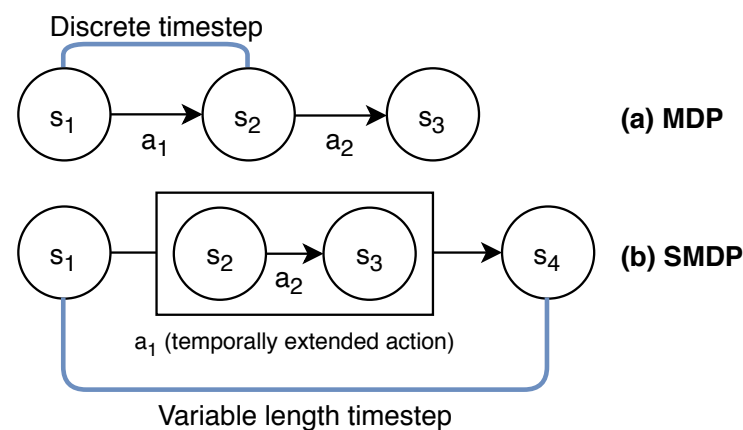 Discrete timestep
s1 s2 s3
a1 a2
(a) MDP
s1 s2 s3 s4
a2
(b) SMDP
a1 (temporally extended action)
Variable length timestep